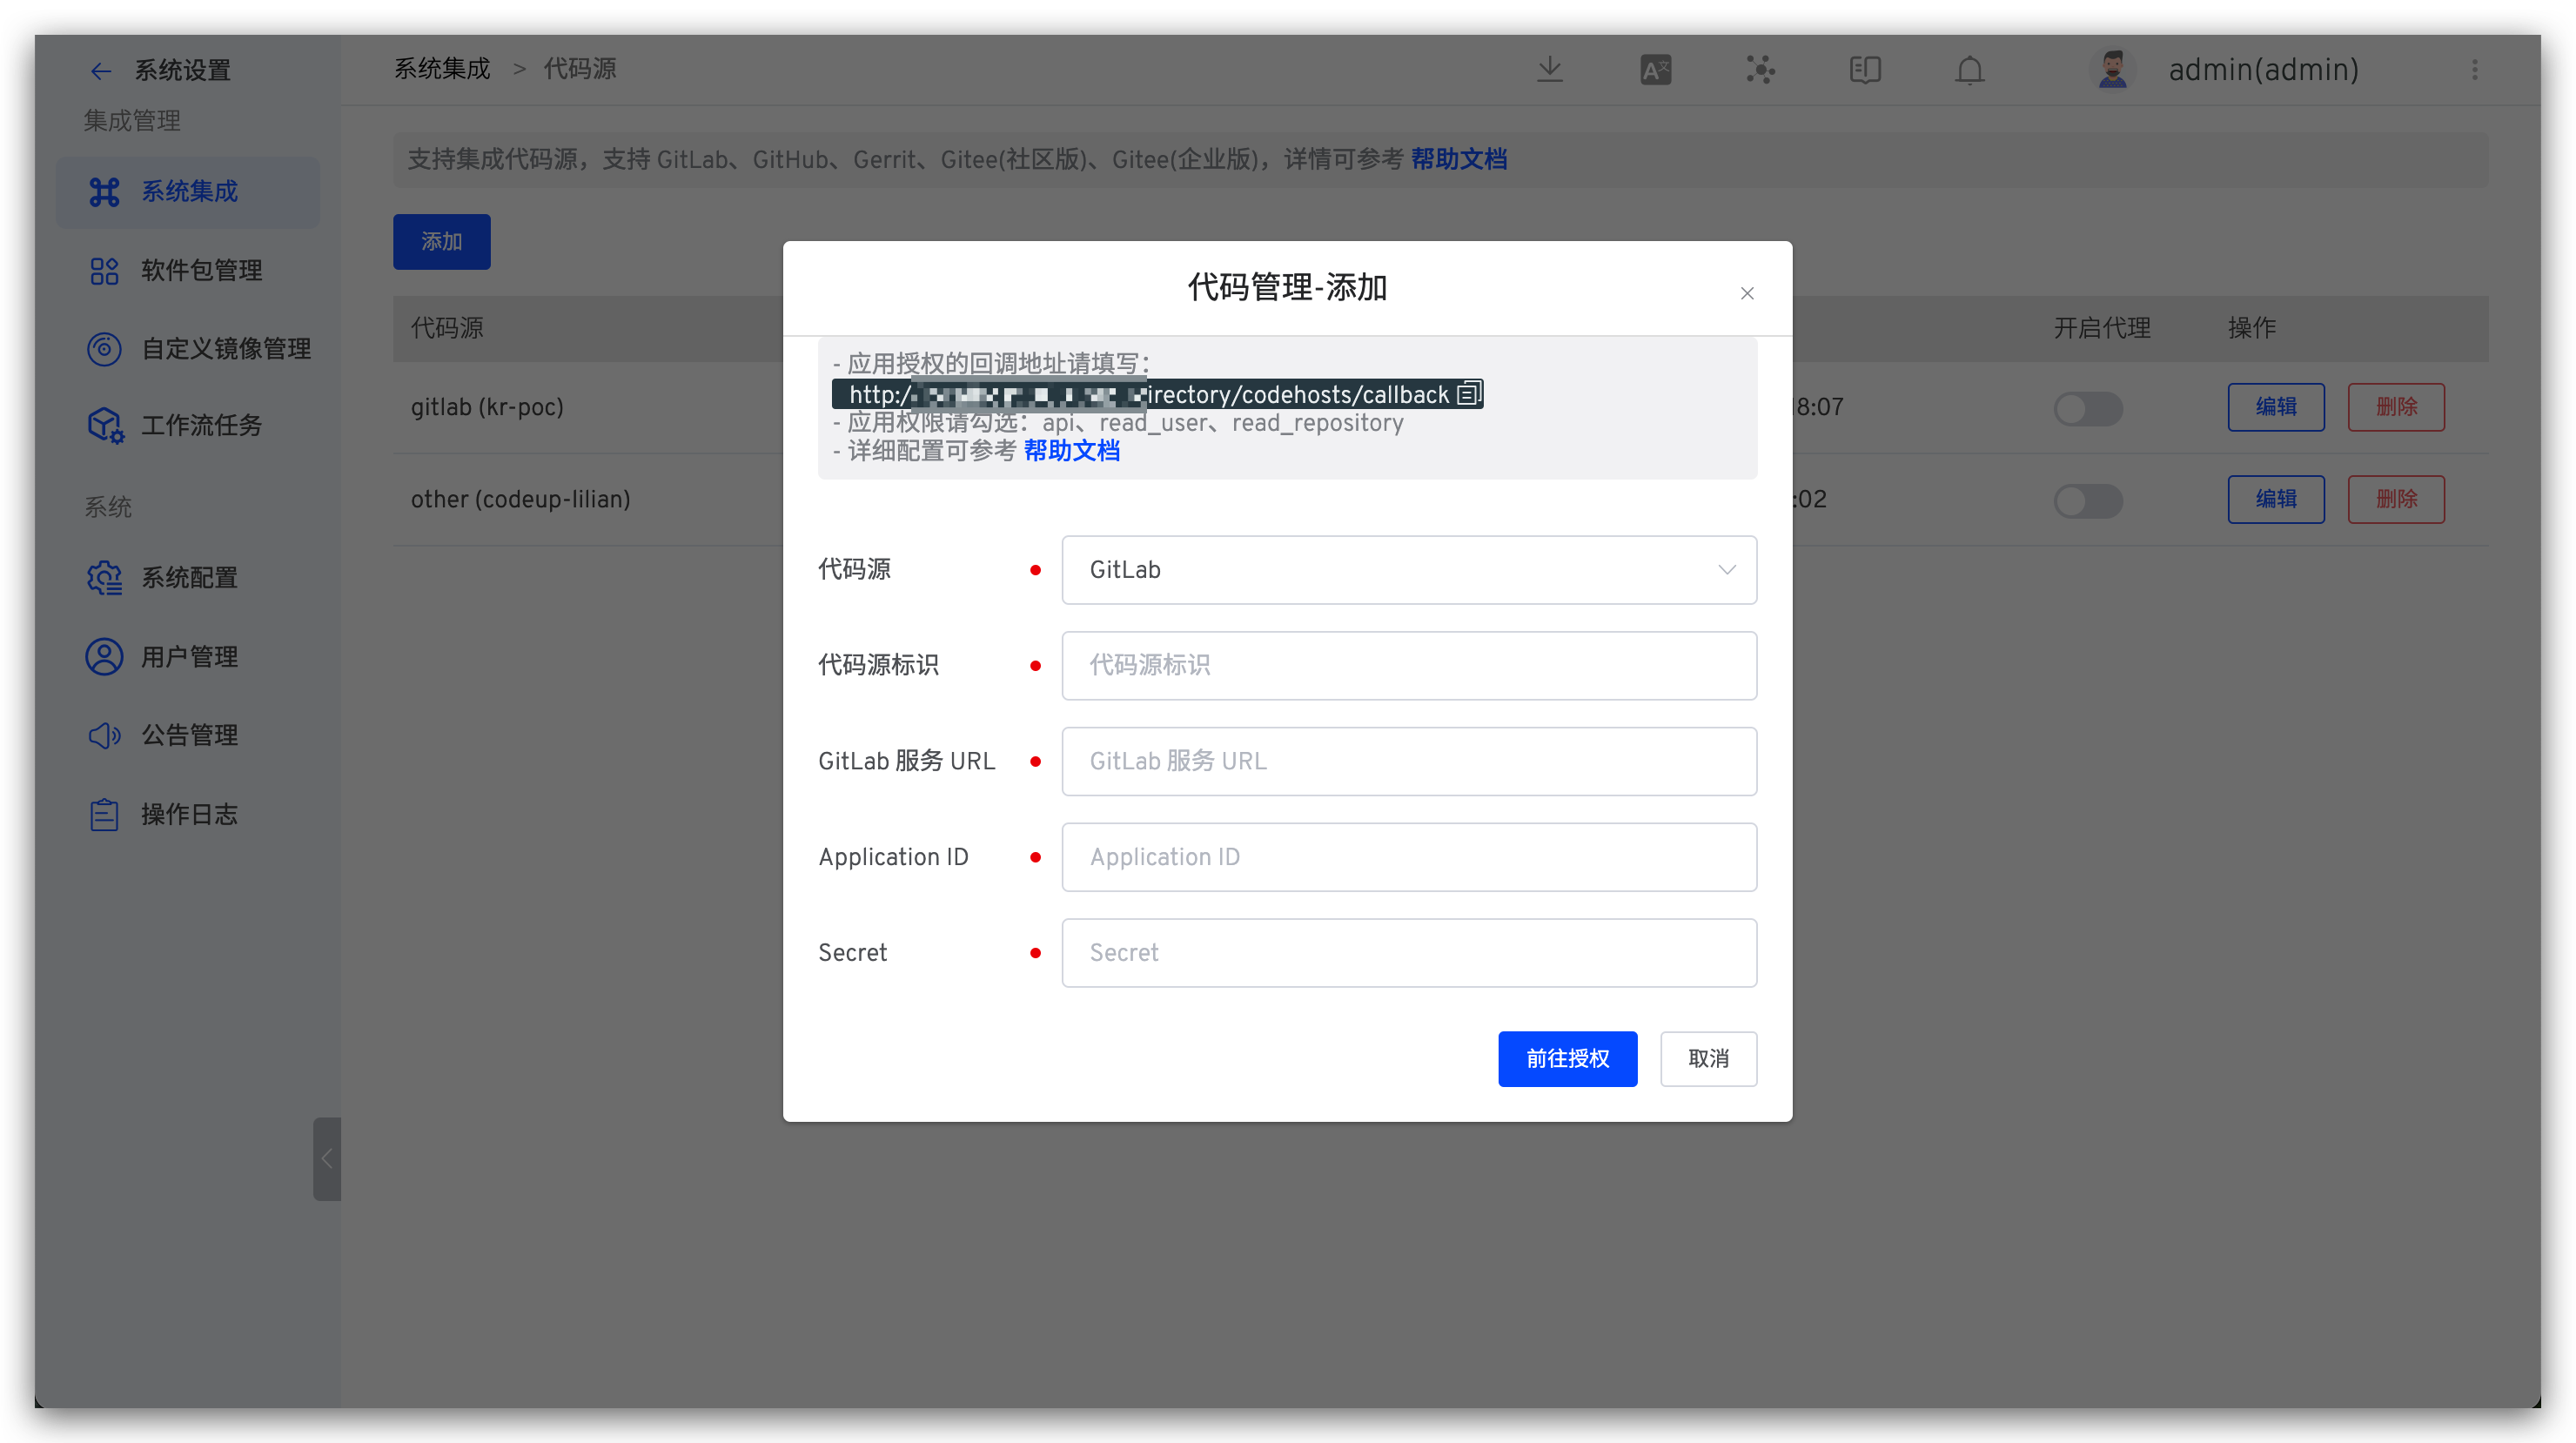 系统设置
集成管理
系统集成
软件包管理
自定义镜像管理
工作流任务
系统
系统配置
用户管理
公告管理
操作日志
系统集成 > 代码源
admin(admin)
支持集成代码源，支持 GitLab、GitHub、Gerrit、Gitee(社区版)、Gitee(企业版)，详情可参考 帮助文档
添加
代码源 开启代理 操作
gitlab (kr-poc) 8:07 编辑 删除
other (codeup-lilian) :02 编辑 删除
代码管理-添加
- 应用授权的回调地址请填写：
http:/ irectory/codehosts/callback
- 应用权限请勾选：api、read_user、read_repository
- 详细配置可参考 帮助文档
代码源 GitLab
代码源标识 代码源标识
GitLab 服务 URL GitLab 服务 URL
Application ID Application ID
Secret Secret
前往授权 取消